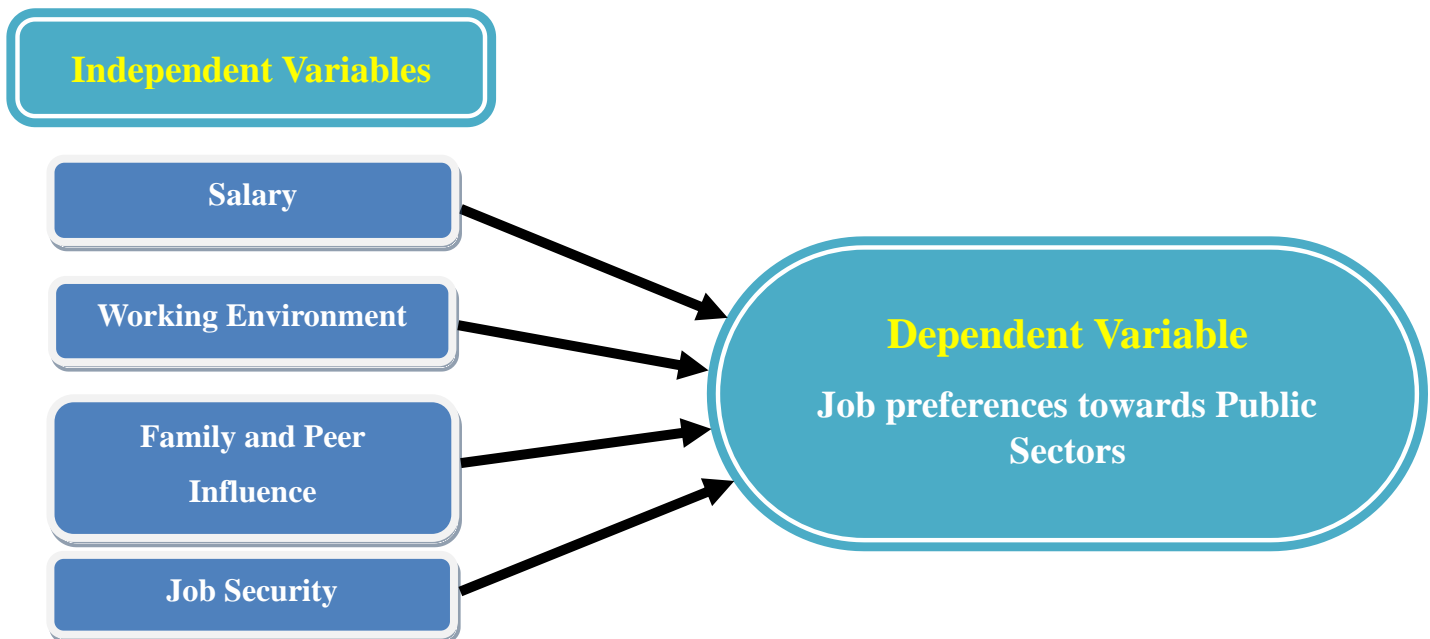 Independent Variables
Salary
Working Environment
Family and Peer
Influence
Job Security
Dependent Variable
Job preferences towards Public
Sectors